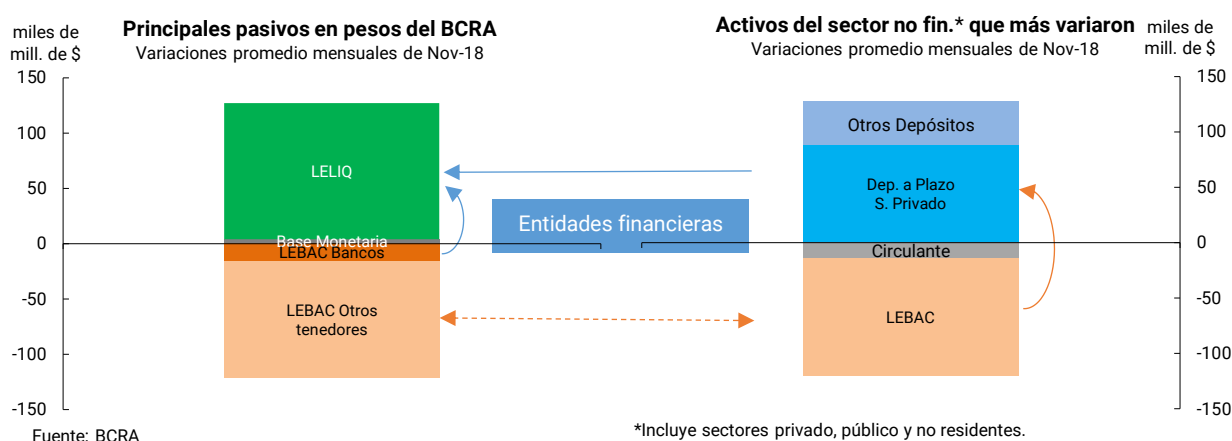 miles de
mill. de $
Principales pasivos en pesos del BCRA
Variaciones promedio mensuales de Nov-18
150
100
50
0
-50
-100
-150
LELIQ
Base Monetaria
LEBAC Bancos
LEBAC Otros
tenedores
Entidades financieras
Activos del sector no fin.* que más variaron
Variaciones promedio mensuales de Nov-18
miles de
mill. de $
Otros Depósitos
Dep. a Plazo
S. Privado
Circulante
LEBAC
150
100
50
0
-50
-100
-150
Fuente: BCRA
*Incluye sectores privado, público y no residentes.